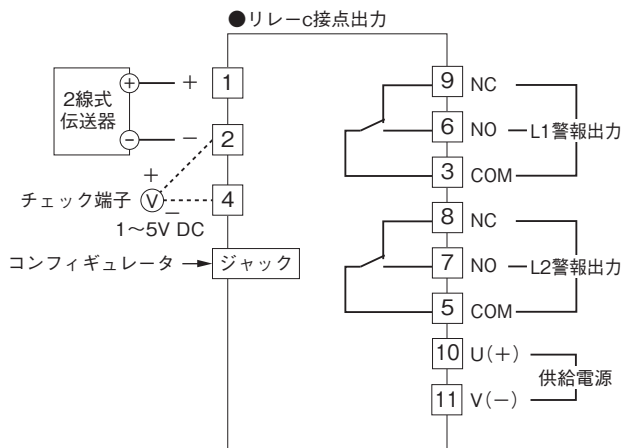 ●リレーc接点出力
2線式
伝送器
+
−
+
−
1
2
4
+
V
−
チェック端子
1～5V DC
コンフィギュレータ
ジャック
9 NC
6 NO L1警報出力
3 COM
8 NC
7 NO L2警報出力
5 COM
10 U(+)
供給電源
11 V(−)